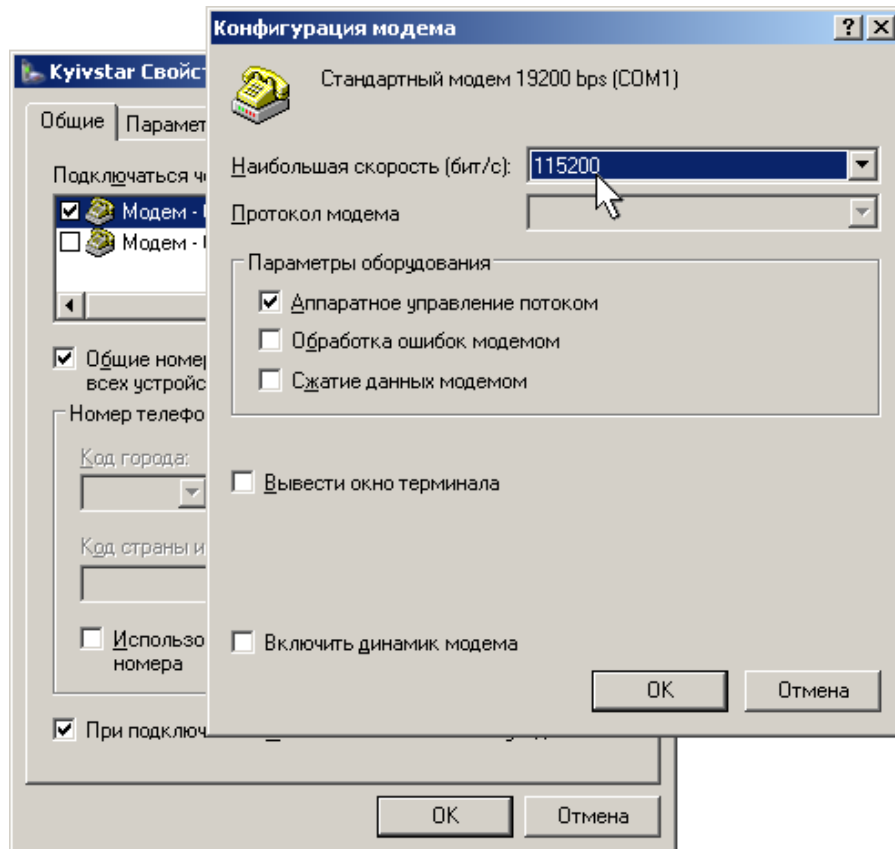 Конфигурация модема
Стандартный модем 19200 bps (COM1)
Наибольшая скорость (бит/с): 115200
Протокол модема
Параметры оборудования
Аппаратное управление потоком
Обработка ошибок модемом
Сжатие данных модемом
Вывести окно терминала
Включить динамик модема
OK Отмена
Kyivstar Свойст
Общие Парамет
Подключаться ч
Модем -
Модем -
Общие номе
всех устройс
Номер телефо
Код города:
Код страны и
Использо
номера
При подключ
OK Отмена